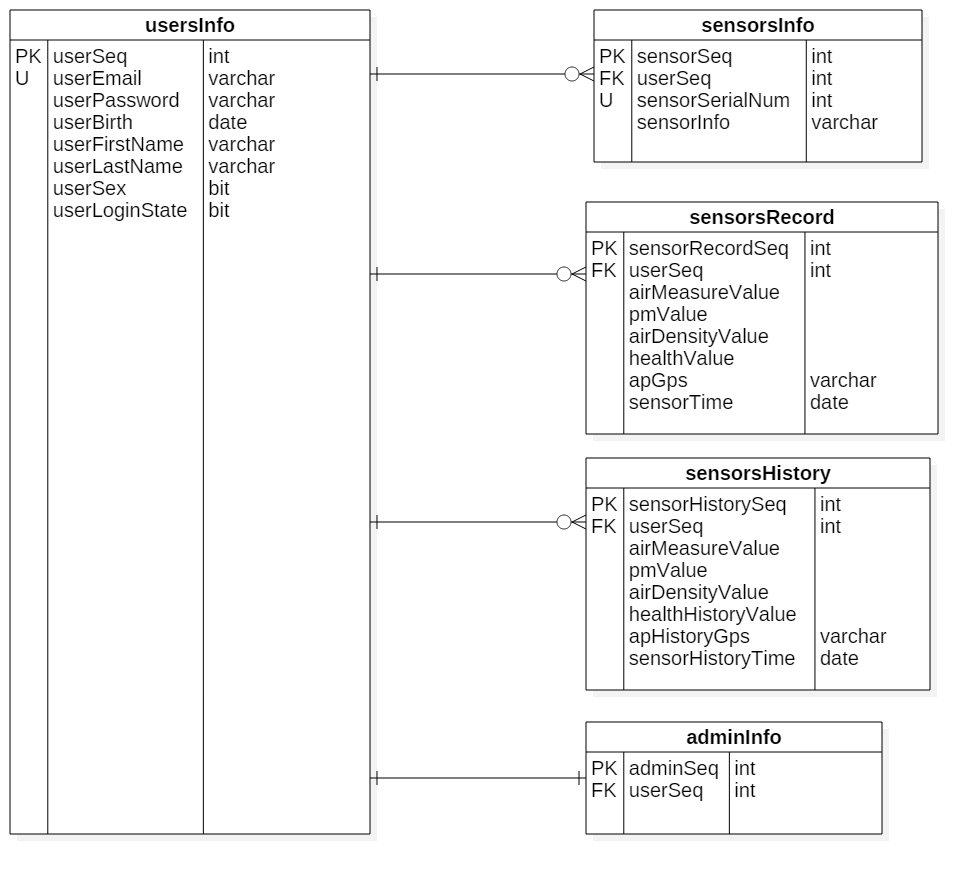 usersInfo
PK userSeq int
U userEmail varchar
userPassword varchar
userBirth date
userFirstName varchar
userLastName varchar
userSex bit
userLoginState bit
sensorsInfo
PK sensorSeq int
FK userSeq int
U sensorSerialNum int
sensorInfo varchar
sensorsRecord
PK sensorRecordSeq int
FK userSeq int
airMeasureValue
pmValue
airDensityValue
healthValue
apGps varchar
sensorTime date
sensorsHistory
PK sensorHistorySeq int
FK userSeq int
airMeasureValue
pmValue
airDensityValue
healthHistoryValue
apHistoryGps varchar
sensorHistoryTime date
adminInfo
PK adminSeq int
FK userSeq int